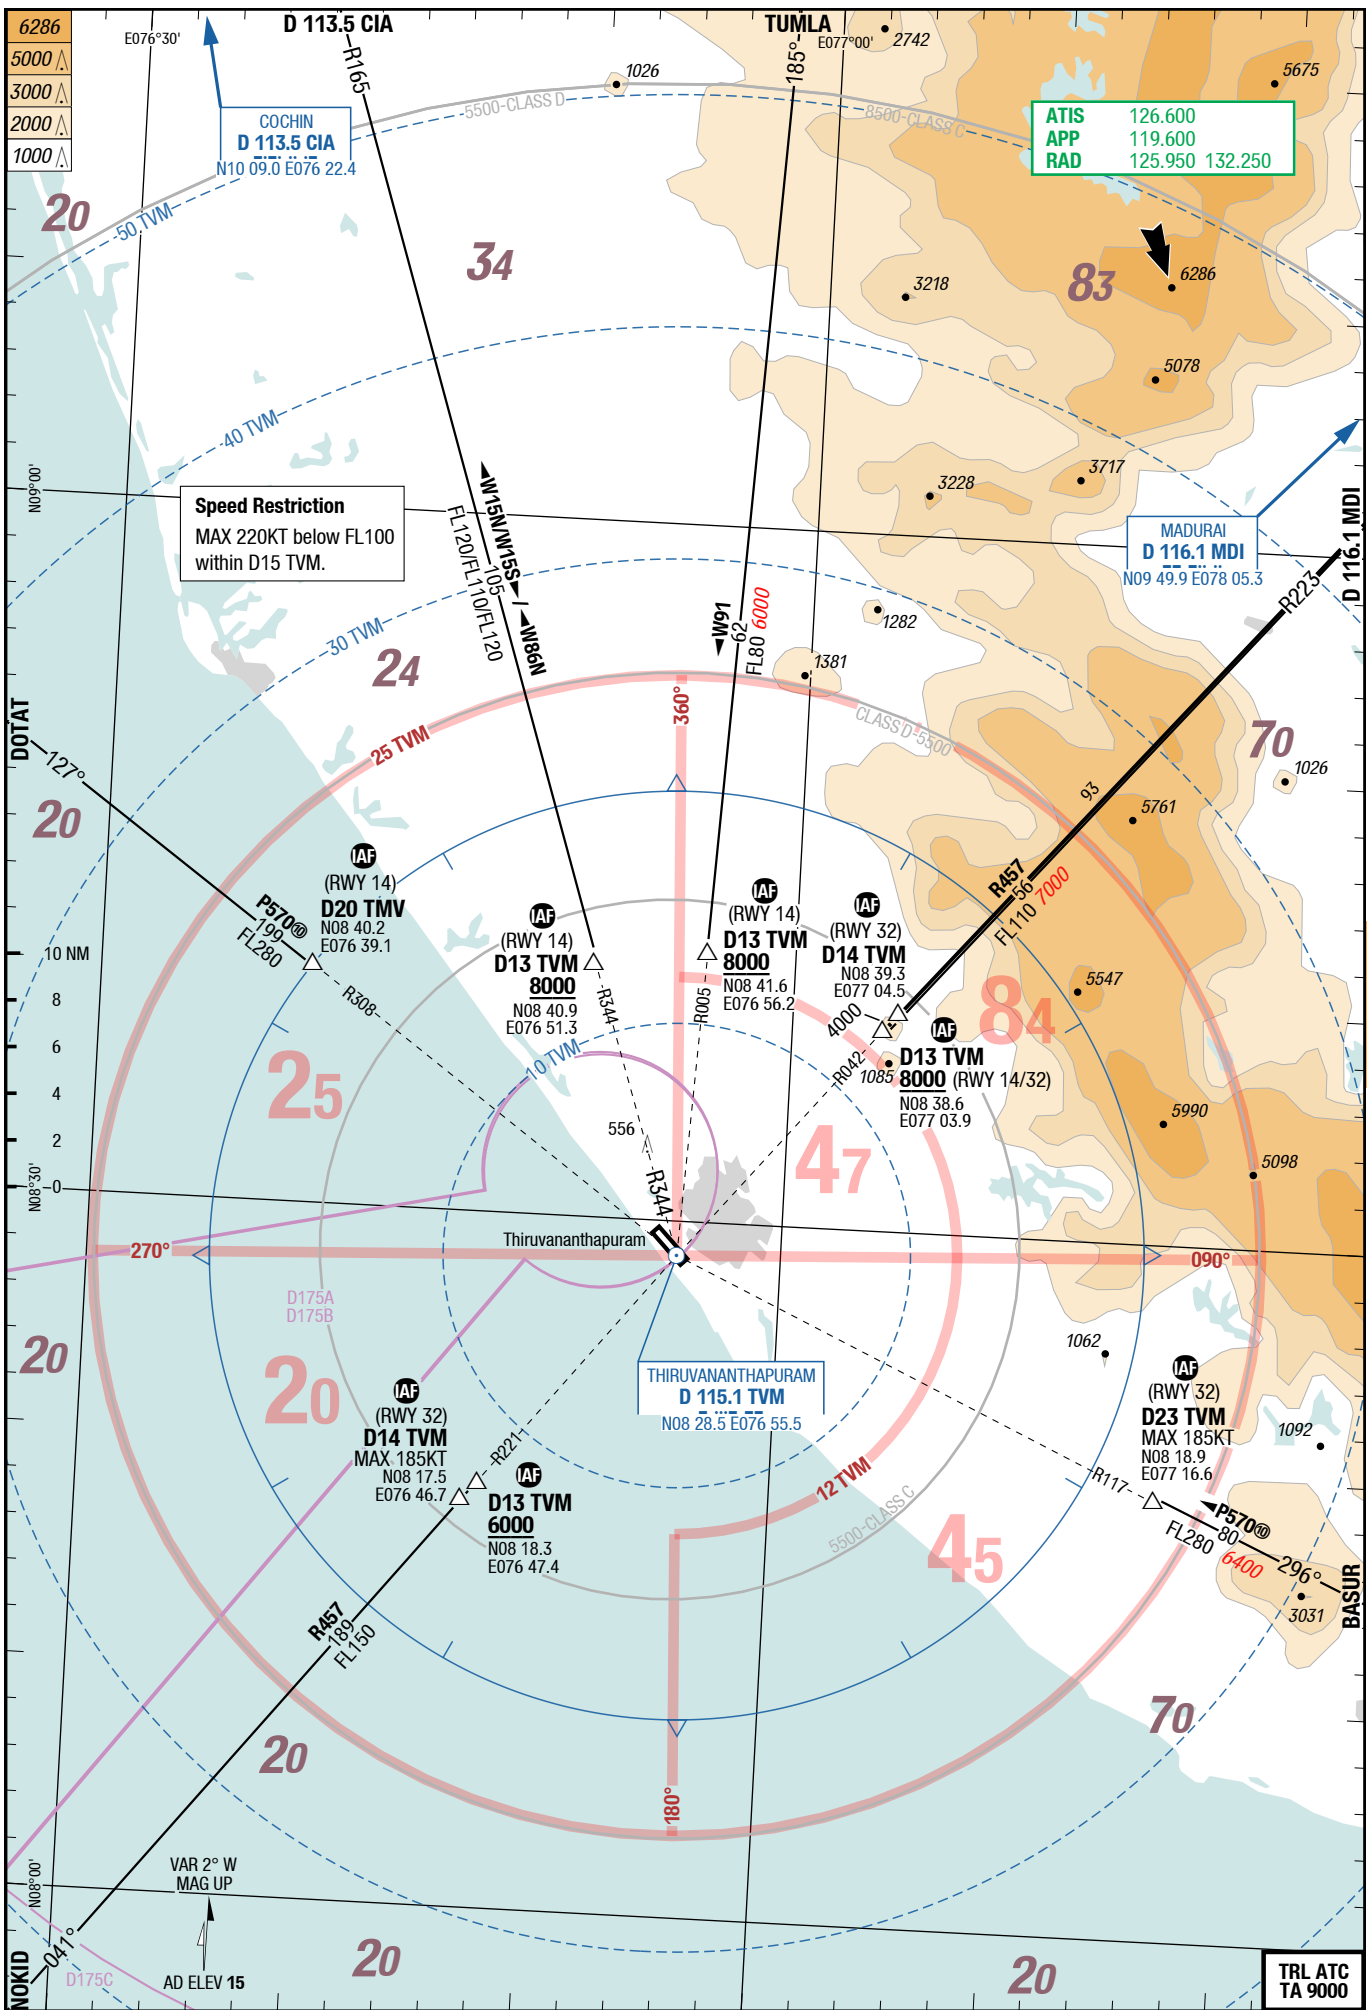 6286
5000
3000
2000
1000
E076°30'
D 113.5 CIA
R165
TUMLA
185°
E077°00'
2742
5675
1026
5500-CLASS D
8500-CLASS C
COCHIN
D 113.5 CIA
N10 09.0 E076 22.4
ATIS 126.600
APP 119.600
RAD 125.950 132.250
20
50 TVM
34
83
6286
3218
5078
40 TVM
N09°00'
Speed Restriction
MAX 220KT below FL100
within D15 TVM.
W15N/W15S / W86N
105
FL120/FL110/FL120
3228
3717
MADURAI
D 116.1 MDI
N09 49.9 E078 05.3
D 116.1 MDI
R223
30 TVM
24
W91
62
FL80 6000
1282
1381
360°
25 TVM
CLASS D-5500
DOTAT
127°
70
1026
93
5761
20
IAF
(RWY 14)
D20 TMV
N08 40.2
E076 39.1
P570⑩
199
FL280
R308
IAF
(RWY 14)
D13 TVM
8000
N08 40.9
E076 51.3
R344
IAF
(RWY 14)
D13 TVM
8000
N08 41.6
E076 56.2
R005
IAF
(RWY 32)
D14 TVM
N08 39.3
E077 04.5
R457
56
FL110 7000
5547
84
10 NM
8
6
4
2
0
4000
R042
1085
IAF
D13 TVM
8000 (RWY 14/32)
N08 38.6
E077 03.9
10 TVM
25
556
R344
47
5990
5098
N08°30'
Thiruvananthapuram
270°
090°
D175A
D175B
20
20
1062
THIRUVANANTHAPURAM
D 115.1 TVM
N08 28.5 E076 55.5
IAF
(RWY 32)
D14 TVM
MAX 185KT
N08 17.5
E076 46.7
R221
IAF
D13 TVM
6000
N08 18.3
E076 47.4
IAF
(RWY 32)
D23 TVM
MAX 185KT
N08 18.9
E077 16.6
1092
12 TVM
R117
5500-CLASS C
45
P570⑩
80
FL280 6400
296°
BASUR
3031
R457
189
FL150
70
20
180°
VAR 2° W
MAG UP
N08°00'
041°
NOKID
D175C
AD ELEV 15
20
20
TRL ATC
TA 9000